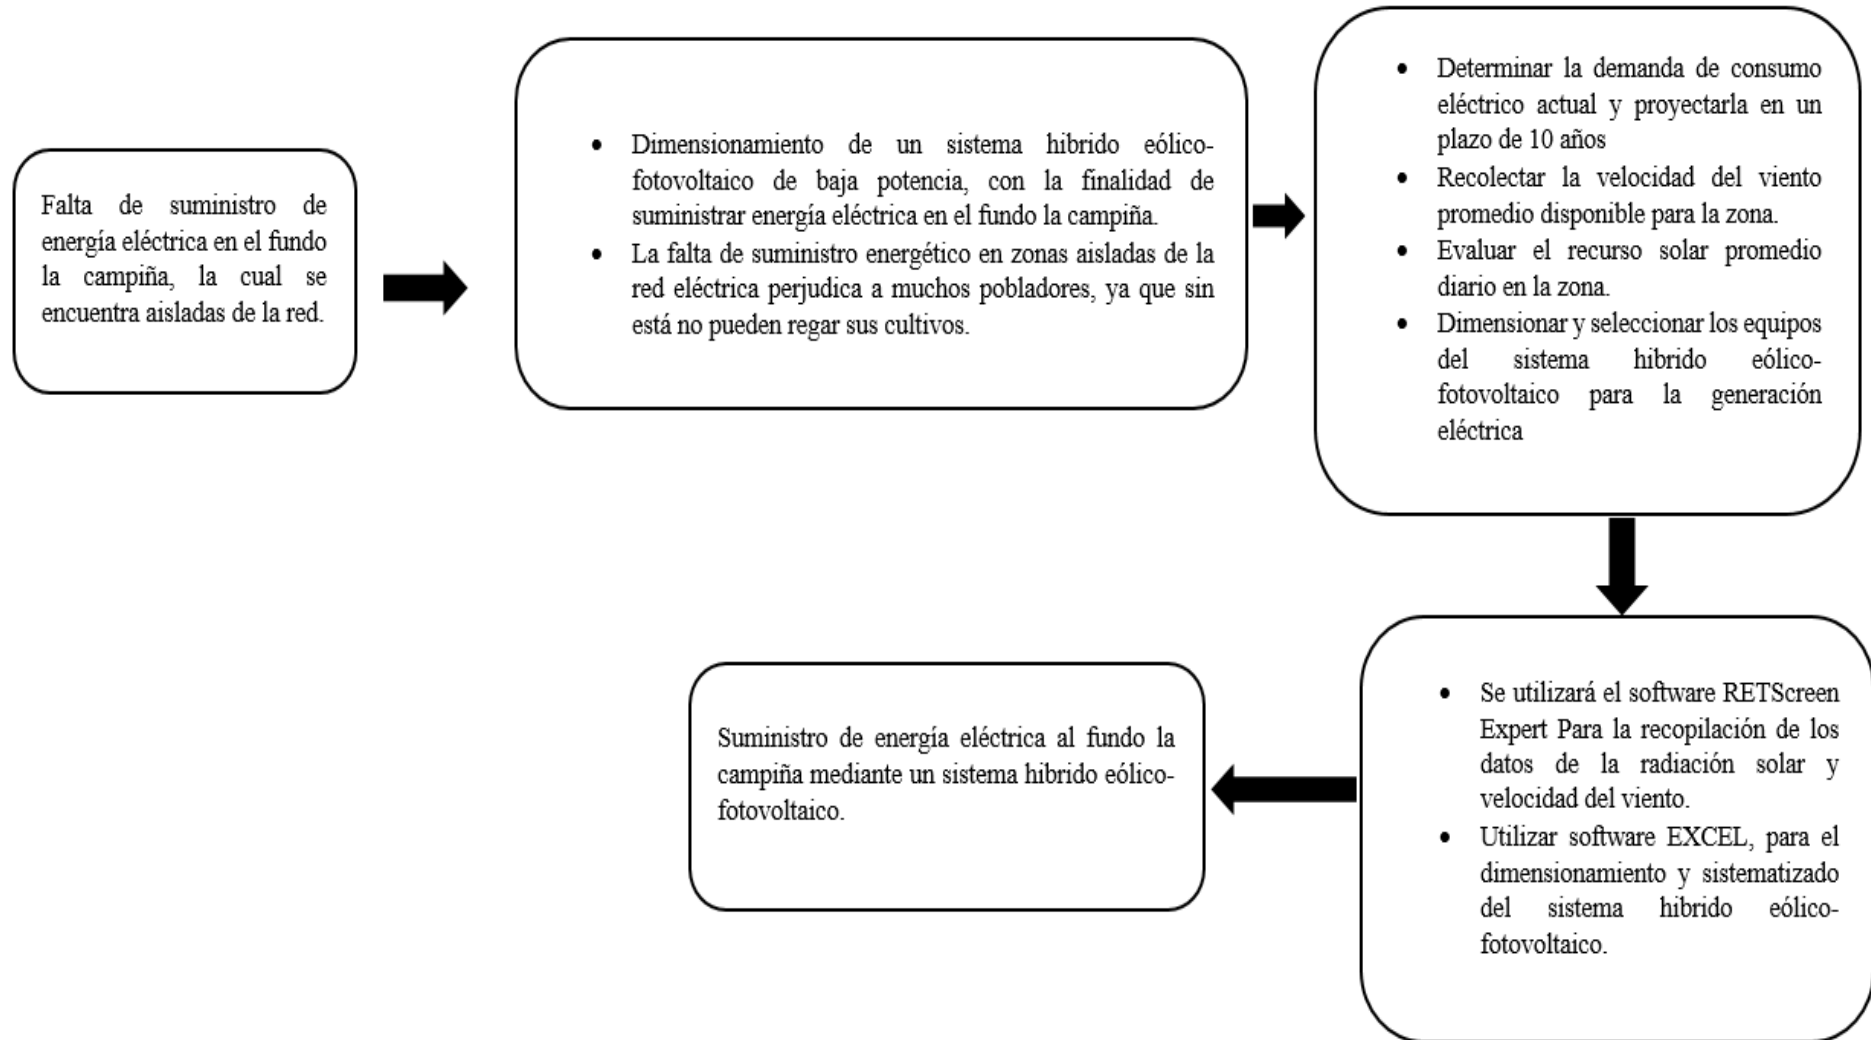 Falta de suministro de
energía eléctrica en el fundo
la campiña, la cual se
encuentra aisladas de la red.
• Dimensionamiento de un sistema hibrido eólico-
fotovoltaico de baja potencia, con la finalidad de
suministrar energía eléctrica en el fundo la campiña.
• La falta de suministro energético en zonas aisladas de la
red eléctrica perjudica a muchos pobladores, ya que sin
está no pueden regar sus cultivos.
• Determinar la demanda de consumo
eléctrico actual y proyectarla en un
plazo de 10 años
• Recolectar la velocidad del viento
promedio disponible para la zona.
• Evaluar el recurso solar promedio
diario en la zona.
• Dimensionar y seleccionar los equipos
del sistema hibrido eólico-
fotovoltaico para la generación
eléctrica
• Se utilizará el software RETScreen
Expert Para la recopilación de los
datos de la radiación solar y
velocidad del viento.
• Utilizar software EXCEL, para el
dimensionamiento y sistematizado
del sistema hibrido eólico-
fotovoltaico.
Suministro de energía eléctrica al fundo la
campiña mediante un sistema hibrido eólico-
fotovoltaico.